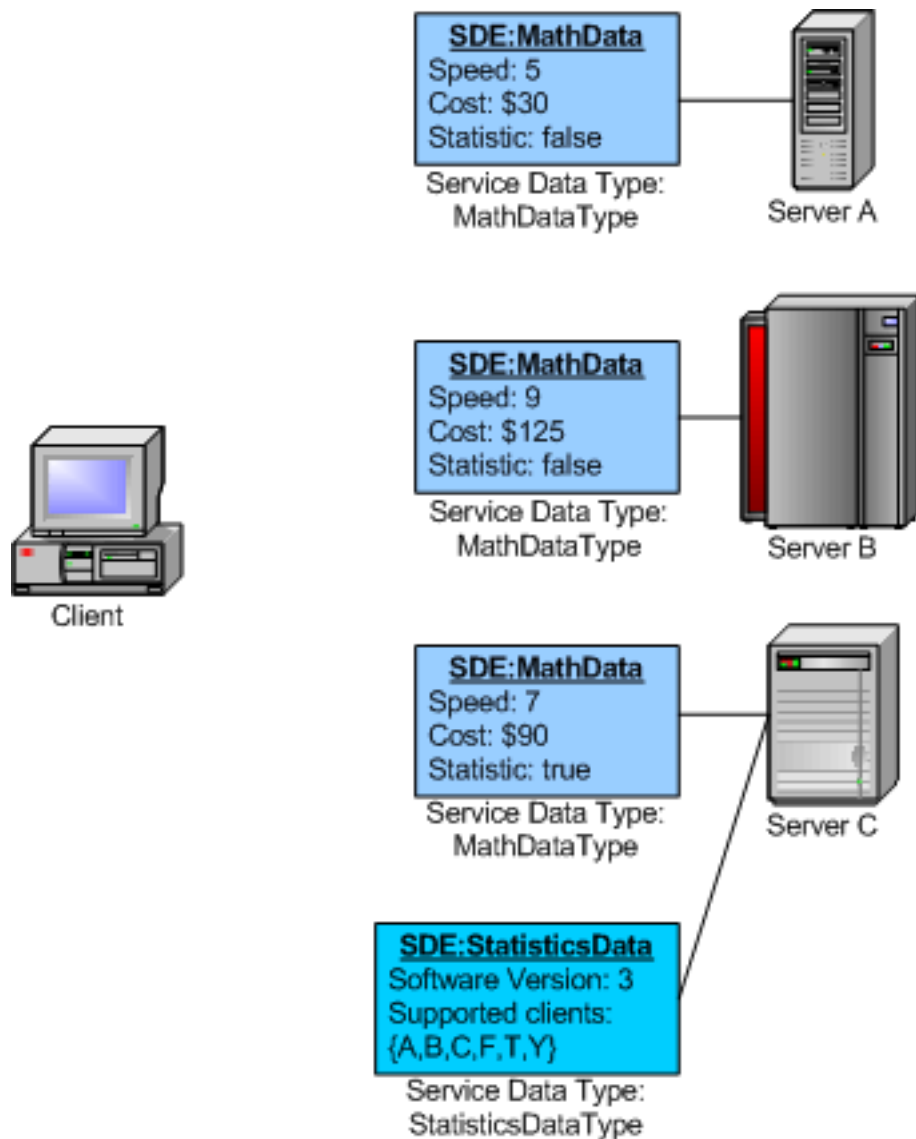 SDE:MathData
Speed: 5
Cost: $30
Statistic: false
Service Data Type:
MathDataType
Server A
SDE:MathData
Speed: 9
Cost: $125
Statistic: false
Service Data Type:
MathDataType
Server B
Client
SDE:MathData
Speed: 7
Cost: $90
Statistic: true
Service Data Type:
MathDataType
Server C
SDE:StatisticsData
Software Version: 3
Supported clients:
{A,B,C,F,T,Y}
Service Data Type:
StatisticsDataType